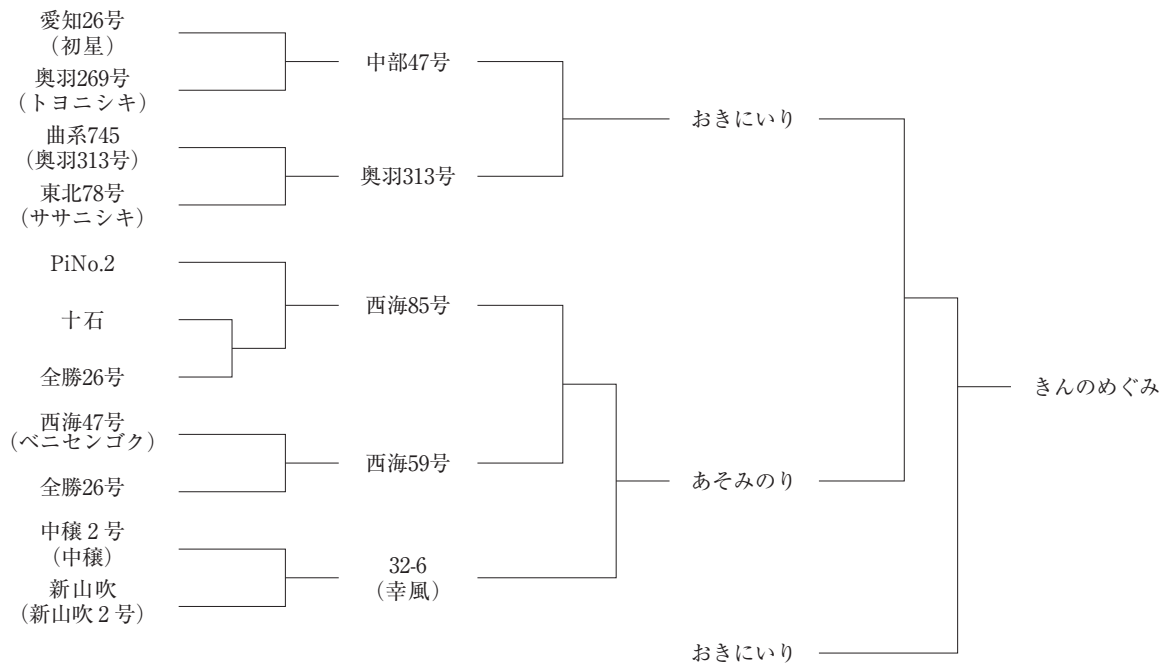 愛知26号
（初星）
奥羽269号
（トヨニシキ）
曲系745
（奥羽313号）
東北78号
（ササニシキ）
PiNo.2
十石
全勝26号
西海47号
（ベニセンゴク）
全勝26号
中穣２号
（中穣）
新山吹
（新山吹２号）
中部47号
奥羽313号
西海85号
西海59号
32-6
（幸風）
おきにいり
あそみのり
おきにいり
きんのめぐみ